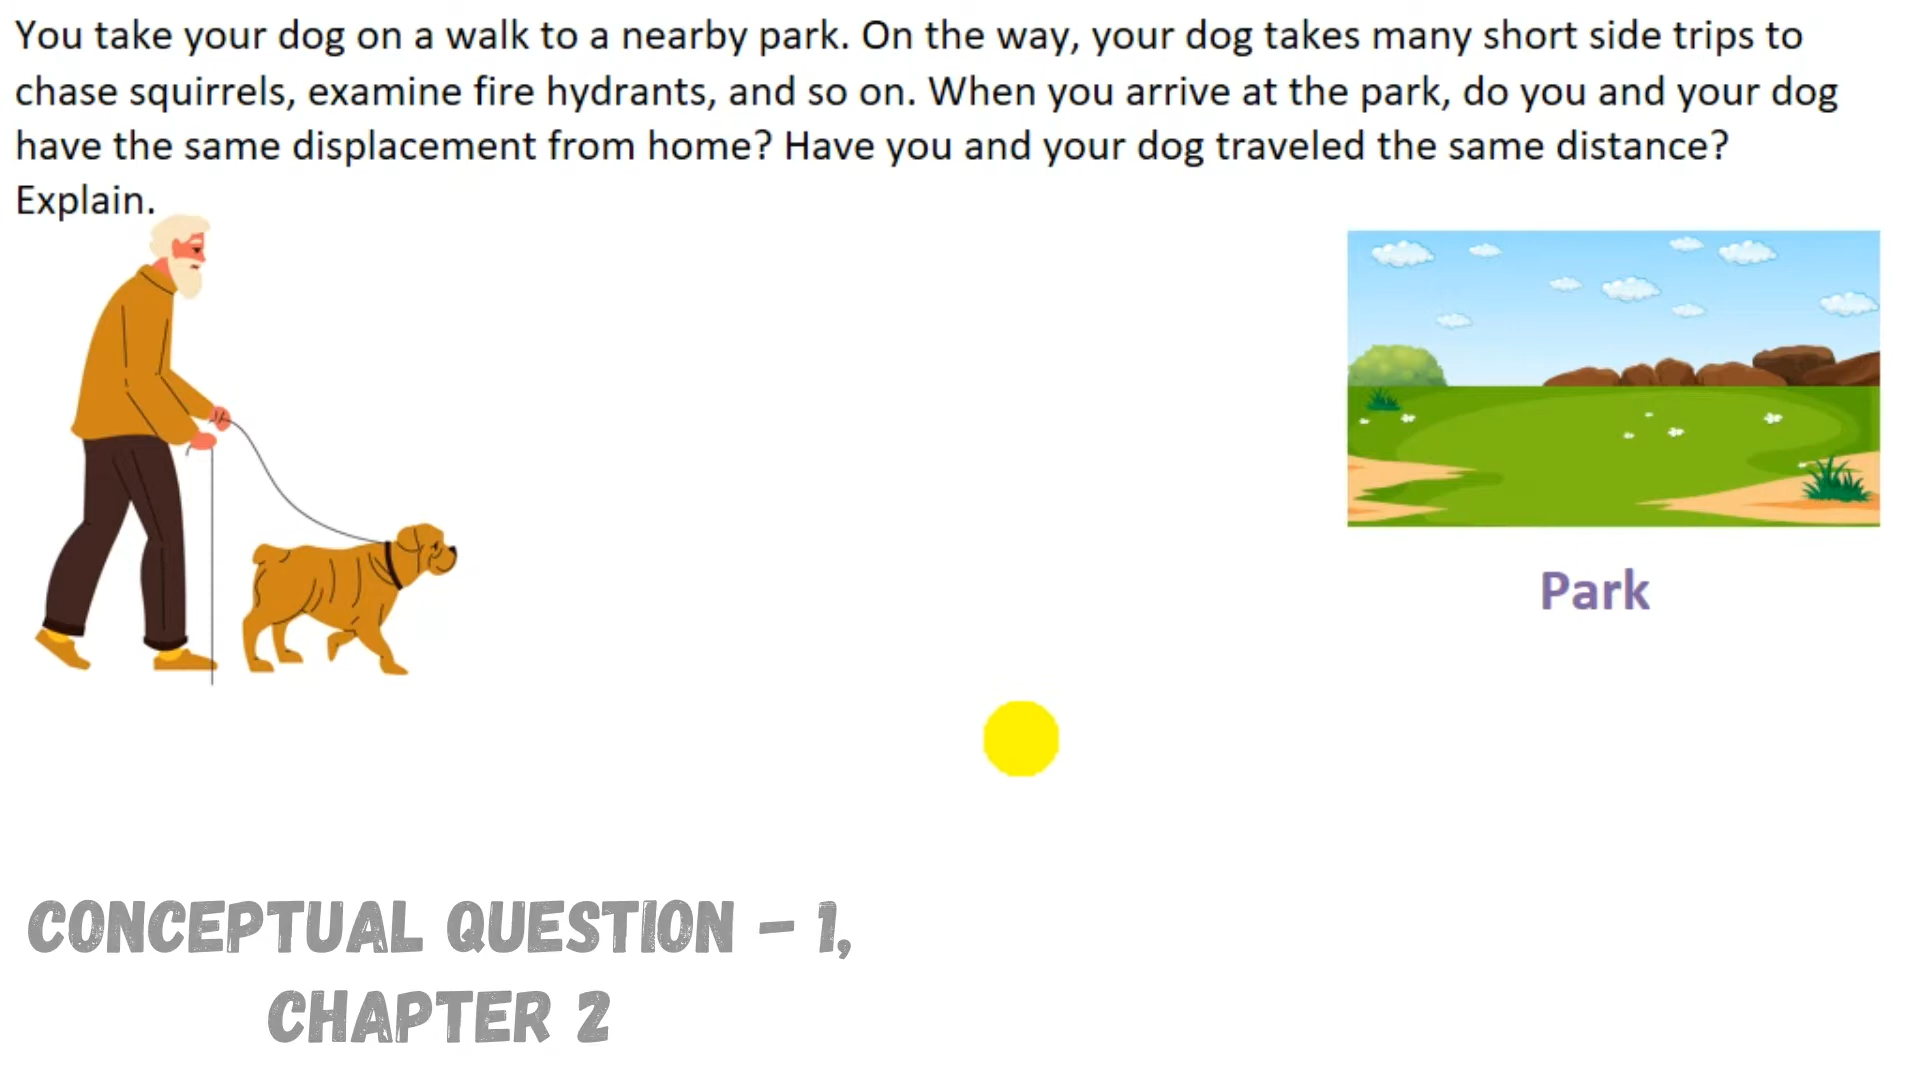 You take your dog on a walk to a nearby park. On the way, your dog takes many short side trips to
chase squirrels, examine fire hydrants, and so on. When you arrive at the park, do you and your dog
have the same displacement from home? Have you and your dog traveled the same distance?
Explain.
Park
CONCEPTUAL QUESTION – 1,
CHAPTER 2